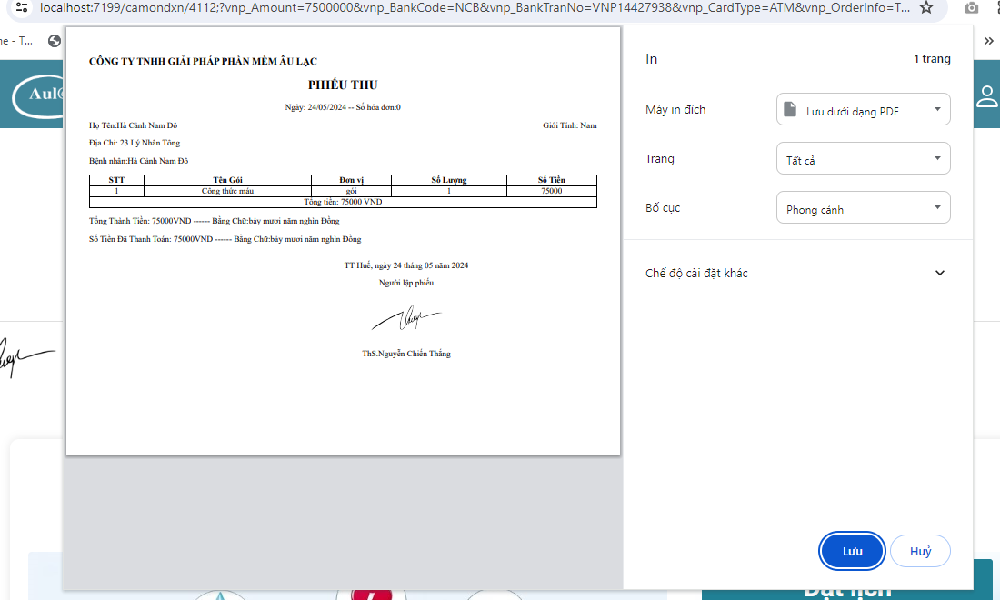 localhost:7199/camondxn/4112;?vnp_Amount=7500000&vnp_BankCode=NCB&vnp_BankTranNo=VNP14427938&vnp_CardType=ATM&vnp_OrderInfo=T...
ne - T...
Aul@
CÔNG TY TNHH GIẢI PHÁP PHẦN MỀM ÂU LẠC
PHIẾU THU
Ngày: 24/05/2024 -- Số hóa đơn:0
Họ Tên:Hà Cảnh Nam Đô Giới Tính: Nam
Địa Chỉ: 23 Lý Nhân Tông
Bệnh nhân:Hà Cảnh Nam Đô
STT Tên Gói Đơn vị Số Lượng Số Tiền
1 Công thức máu gói 1 75000
Tổng tiền: 75000 VND
Tổng Thành Tiền: 75000VND ------ Bằng Chữ:bảy mươi năm nghìn Đồng
Số Tiền Đã Thanh Toán: 75000VND ------ Bằng Chữ:bảy mươi năm nghìn Đồng
TT Huế, ngày 24 tháng 05 năm 2024
Người lập phiếu
ThS.Nguyễn Chiến Thắng
In 1 trang
Máy in đích Lưu dưới dạng PDF
Trang Tất cả
Bố cục Phong cảnh
Chế độ cài đặt khác
Lưu Huỷ
Đặt lịch